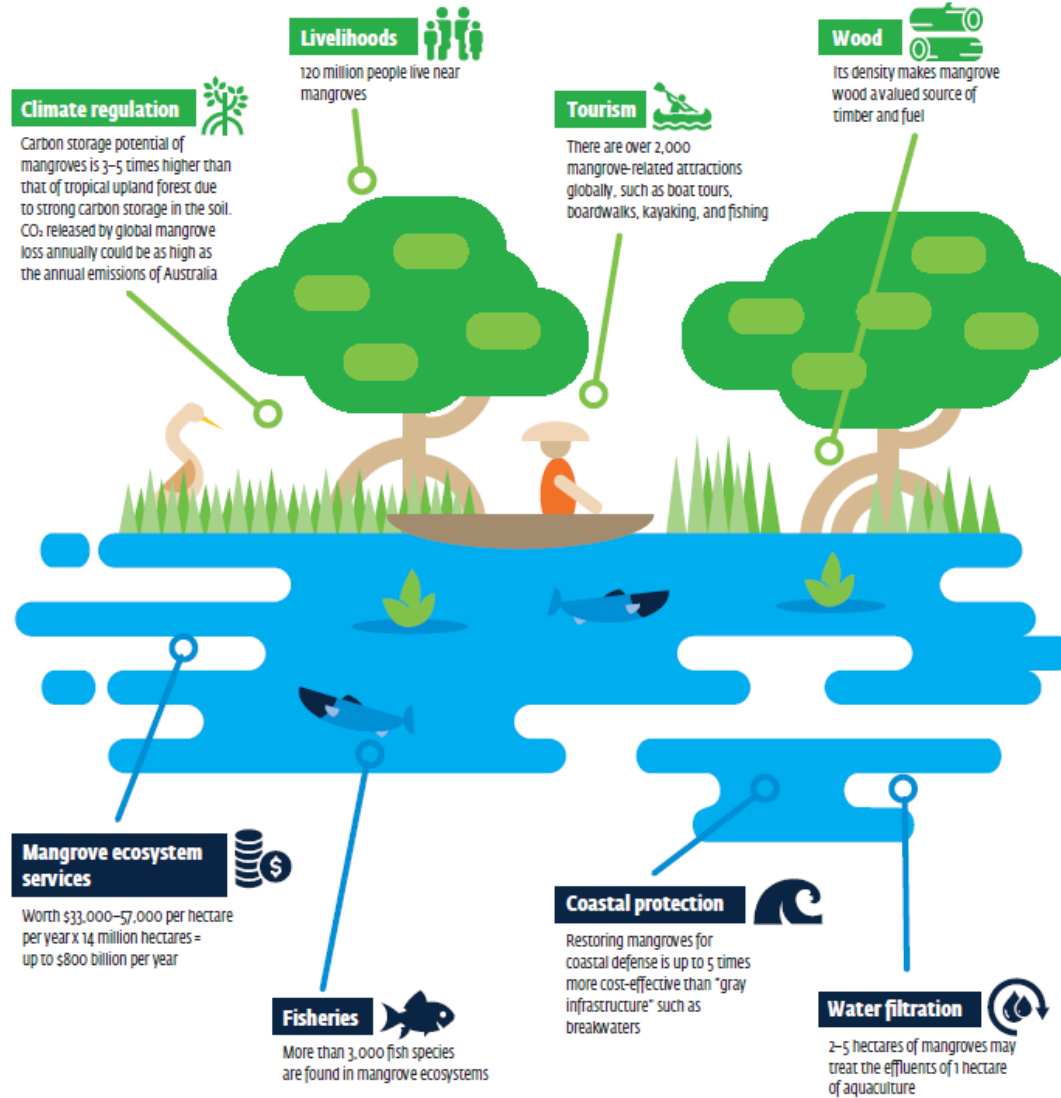 Livelihoods
120 million people live near
mangroves
Wood
Its density makes mangrove
wood a valued source of
timber and fuel
Climate regulation
Carbon storage potential of
mangroves is 3–5 times higher than
that of tropical upland forest due
to strong carbon storage in the soil.
CO₂ released by global mangrove
loss annually could be as high as
the annual emissions of Australia
Tourism
There are over 2,000
mangrove-related attractions
globally, such as boat tours,
boardwalks, kayaking, and fishing
Mangrove ecosystem
services
$
Worth $33,000–57,000 per hectare
per year x 14 million hectares =
up to $800 billion per year
Fisheries
More than 3,000 fish species
are found in mangrove ecosystems
Coastal protection
Restoring mangroves for
coastal defense is up to 5 times
more cost-effective than "gray
infrastructure" such as
breakwaters
Water filtration
2–5 hectares of mangroves may
treat the effluents of 1 hectare
of aquaculture